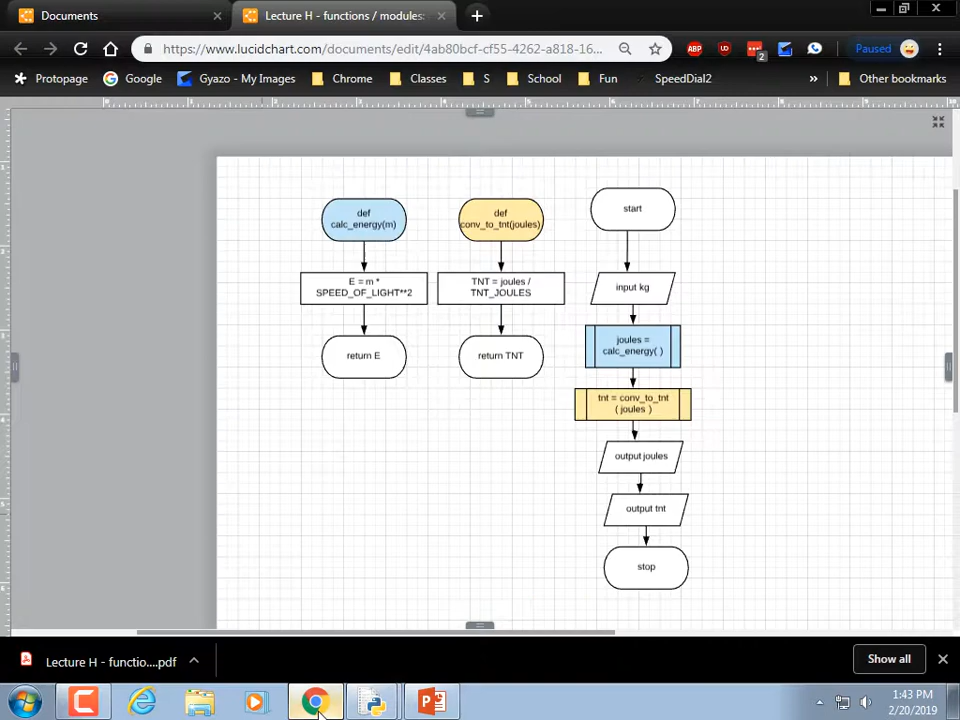 Documents
Lecture H - functions / modules:
https://www.lucidchart.com/documents/edit/4ab80bcf-cf55-4262-a818-16...
ABP
2
Paused
Protopage
Google
Gyazo - My Images
Chrome
Classes
S
School
Fun
SpeedDial2
»
Other bookmarks
def
calc_energy(m)
E = m *
SPEED_OF_LIGHT**2
return E
def
conv_to_tnt(joules)
TNT = joules /
TNT_JOULES
return TNT
start
input kg
joules =
calc_energy( )
tnt = conv_to_tnt
( joules )
output joules
output tnt
stop
Lecture H - functio....pdf
Show all
1:43 PM
2/20/2019